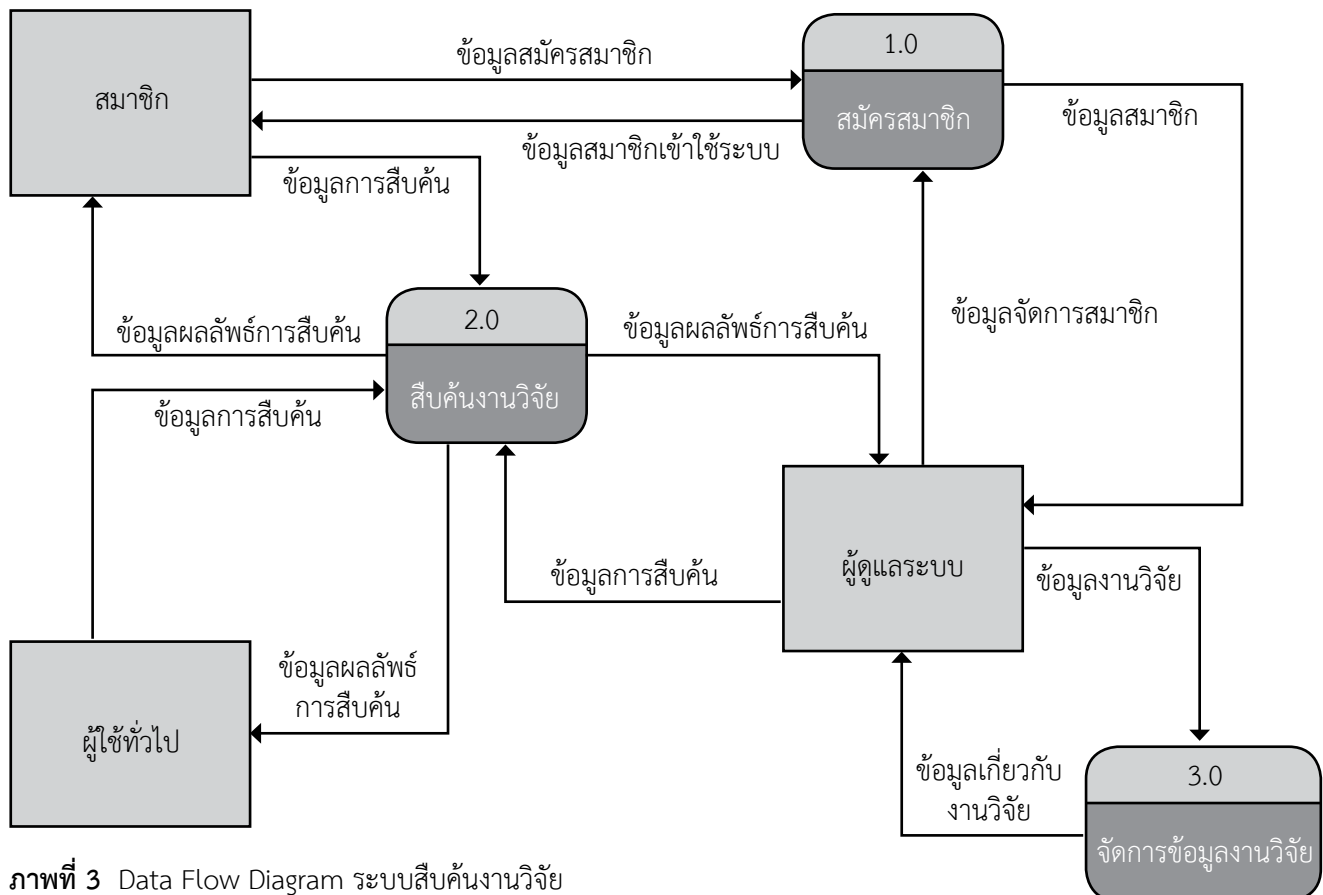 สมาชิก
ข้อมูลสมัครสมาชิก
1.0
สมัครสมาชิก
ข้อมูลสมาชิก
ข้อมูลสมาชิกเข้าใช้ระบบ
ข้อมูลการสืบค้น
ข้อมูลผลลัพธ์การสืบค้น
2.0
สืบค้นงานวิจัย
ข้อมูลผลลัพธ์การสืบค้น
ข้อมูลจัดการสมาชิก
ข้อมูลการสืบค้น
ข้อมูลการสืบค้น
ผู้ดูแลระบบ
ข้อมูลงานวิจัย
ข้อมูลผลลัพธ์
การสืบค้น
ผู้ใช้ทั่วไป
ข้อมูลเกี่ยวกับ
งานวิจัย
3.0
จัดการข้อมูลงานวิจัย
ภาพที่ 3 Data Flow Diagram ระบบสืบค้นงานวิจัย